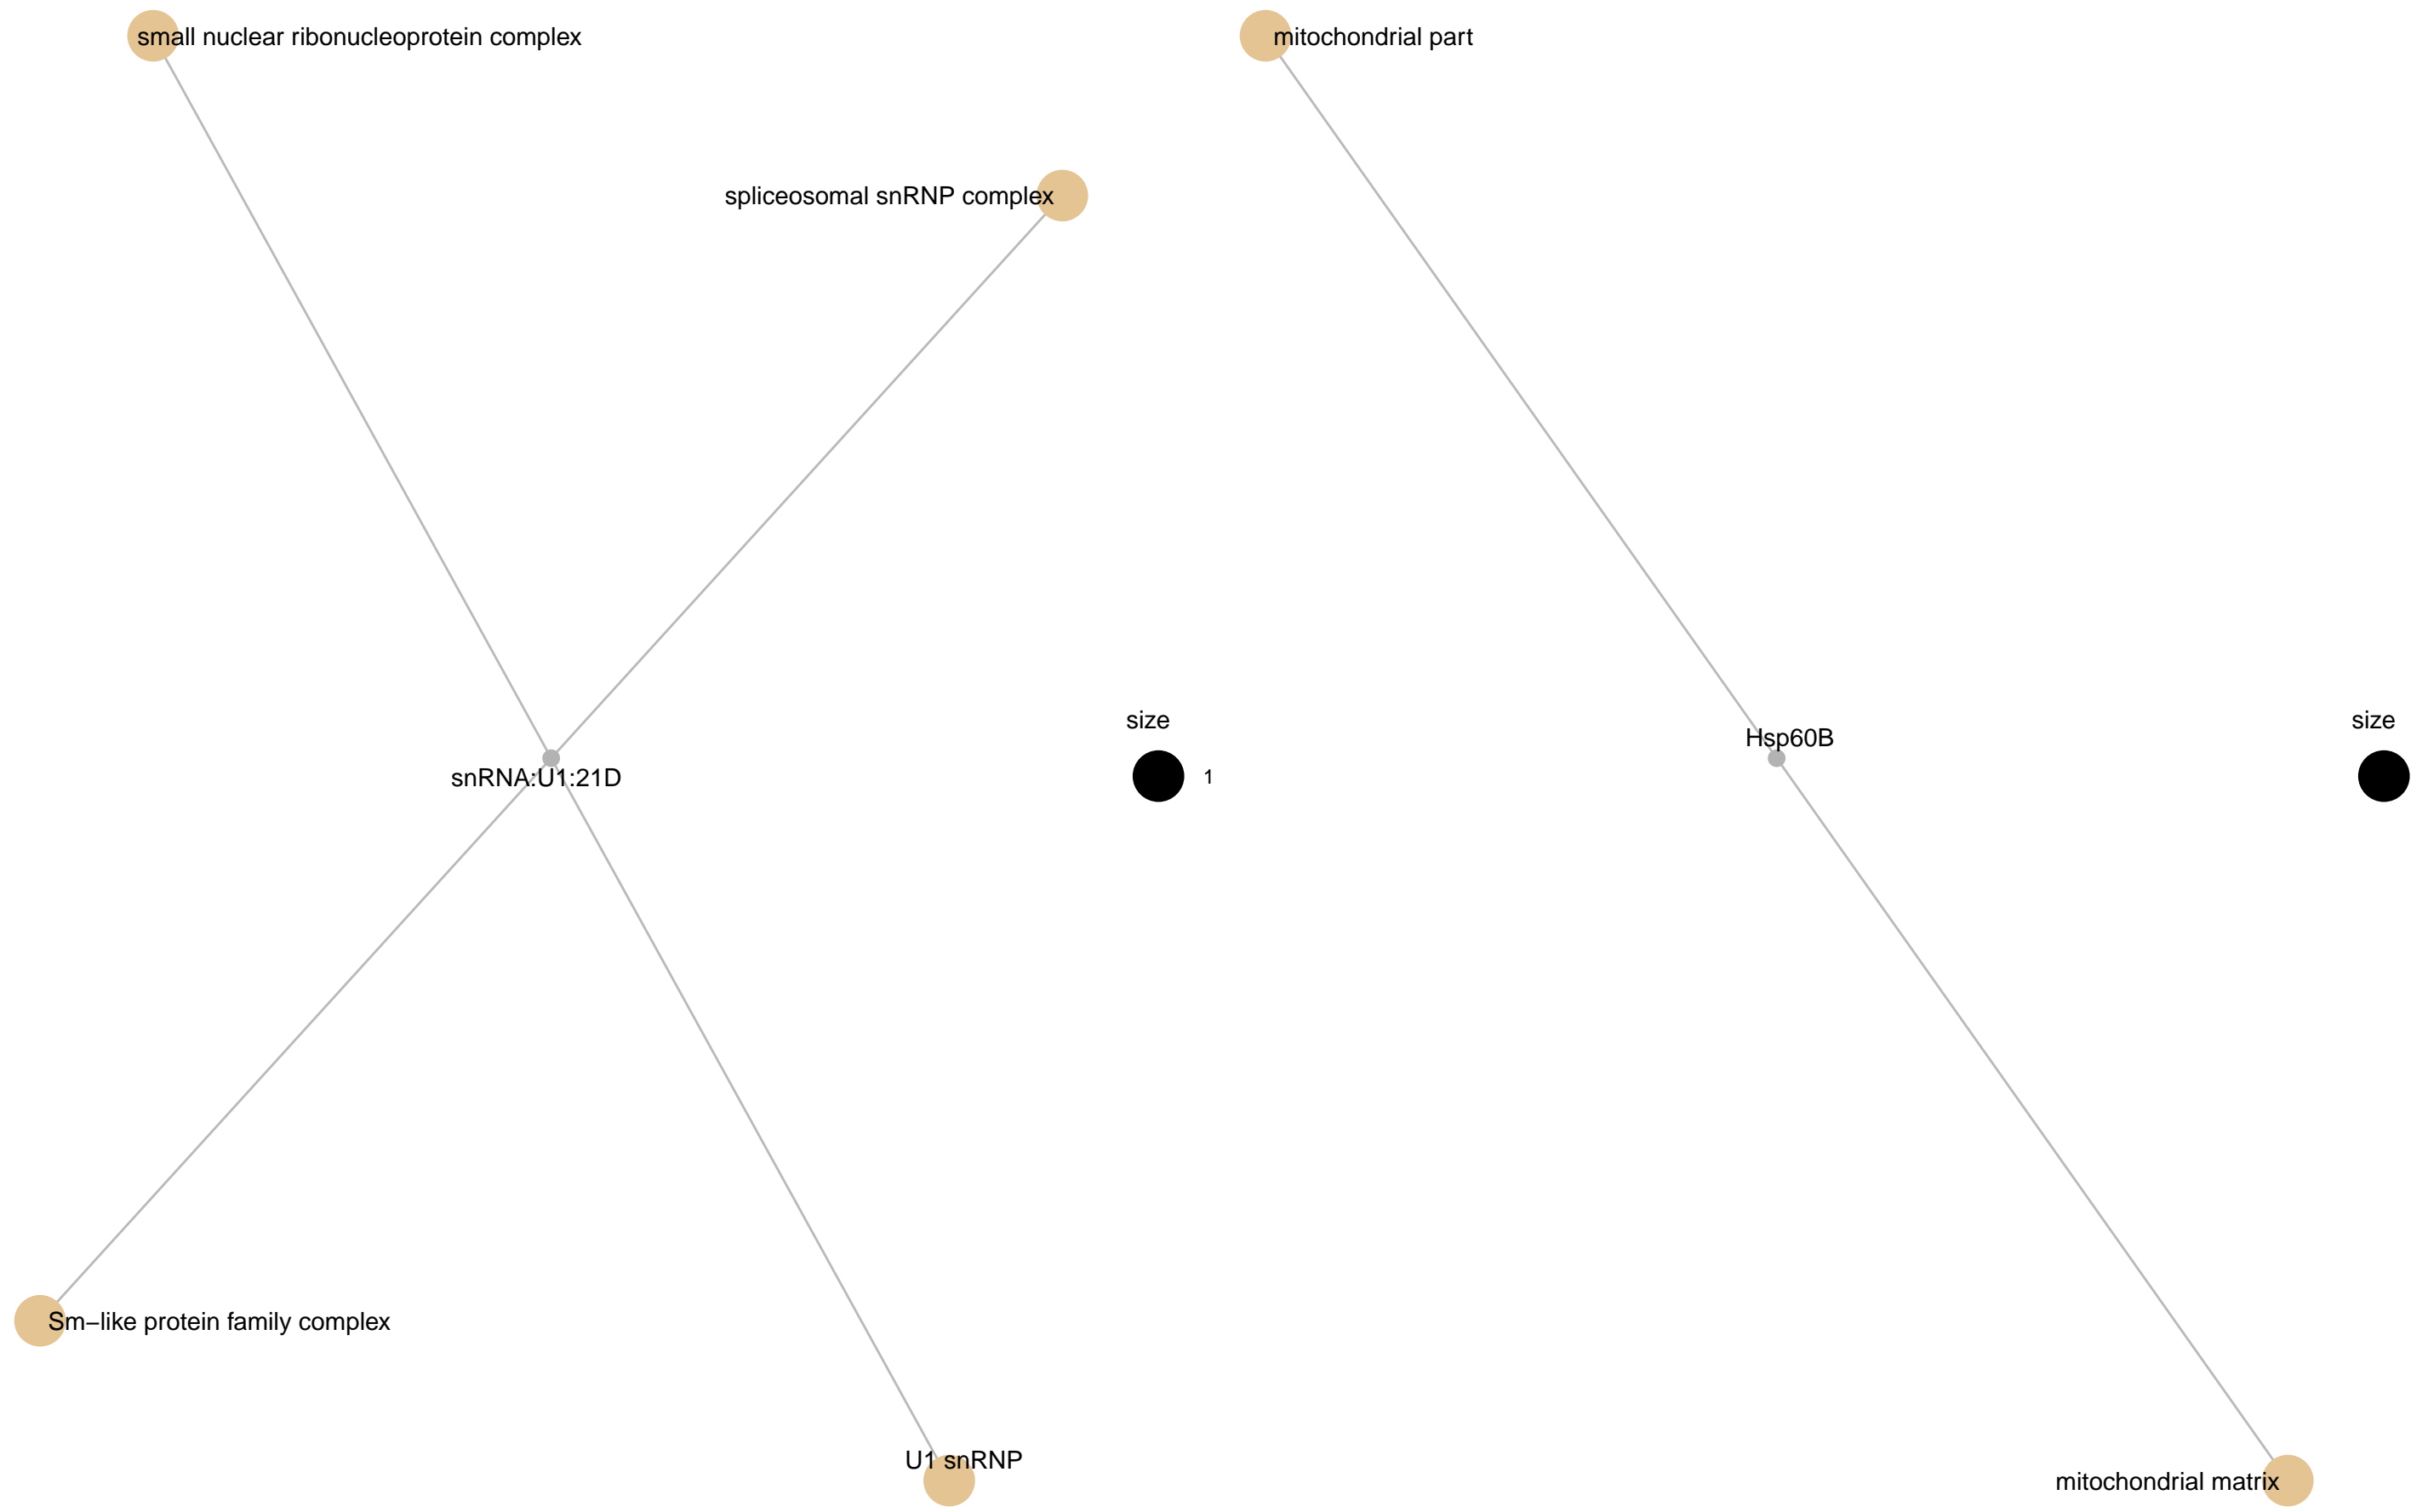 small nuclear ribonucleoprotein complex
mitochondrial part
spliceosomal snRNP complex
size
size
Hsp60B
snRNA:U1:21D
1
Sm−like protein family complex
U1 snRNP
mitochondrial matrix